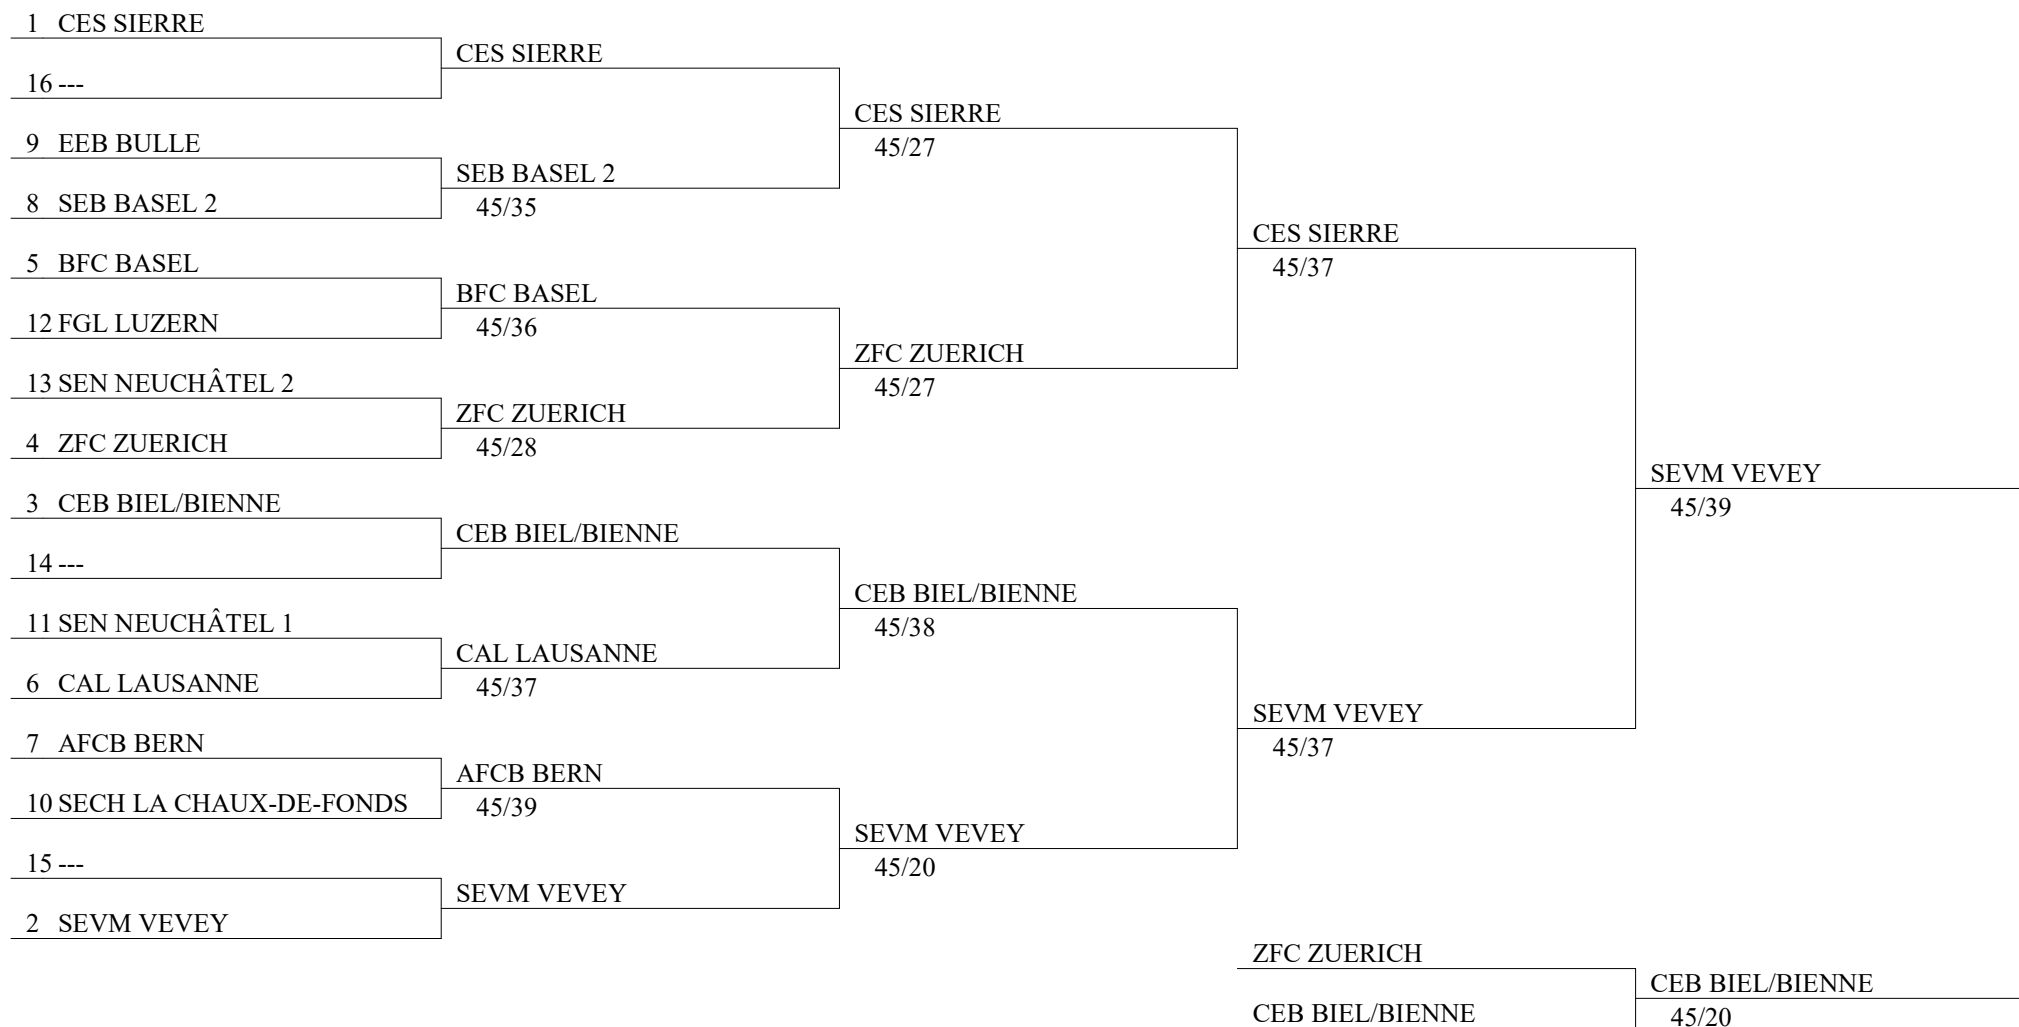 1 CES SIERRE
16 ---
9 EEB BULLE
8 SEB BASEL 2
5 BFC BASEL
12 FGL LUZERN
13 SEN NEUCHÂTEL 2
4 ZFC ZUERICH
3 CEB BIEL/BIENNE
14 ---
11 SEN NEUCHÂTEL 1
6 CAL LAUSANNE
7 AFCB BERN
10 SECH LA CHAUX-DE-FONDS
15 ---
2 SEVM VEVEY
CES SIERRE
SEB BASEL 2
45/35
BFC BASEL
45/36
ZFC ZUERICH
45/28
CEB BIEL/BIENNE
CAL LAUSANNE
45/37
AFCB BERN
45/39
SEVM VEVEY
CES SIERRE
45/27
ZFC ZUERICH
45/27
CEB BIEL/BIENNE
45/38
SEVM VEVEY
45/20
CES SIERRE
45/37
SEVM VEVEY
45/37
SEVM VEVEY
45/39
ZFC ZUERICH
CEB BIEL/BIENNE
CEB BIEL/BIENNE
45/20